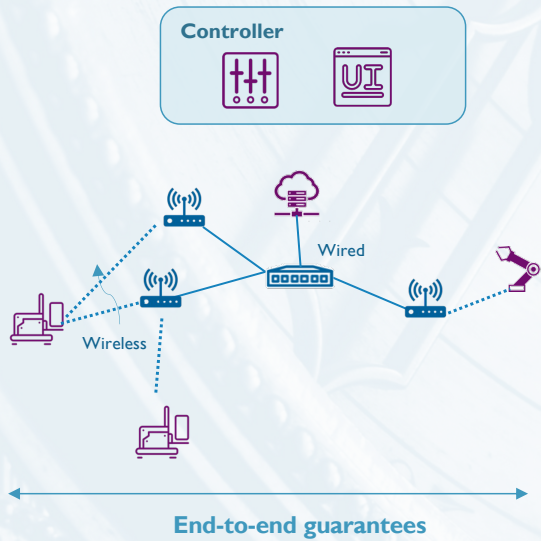 Controller
UI
Wired
Wireless
End-to-end guarantees